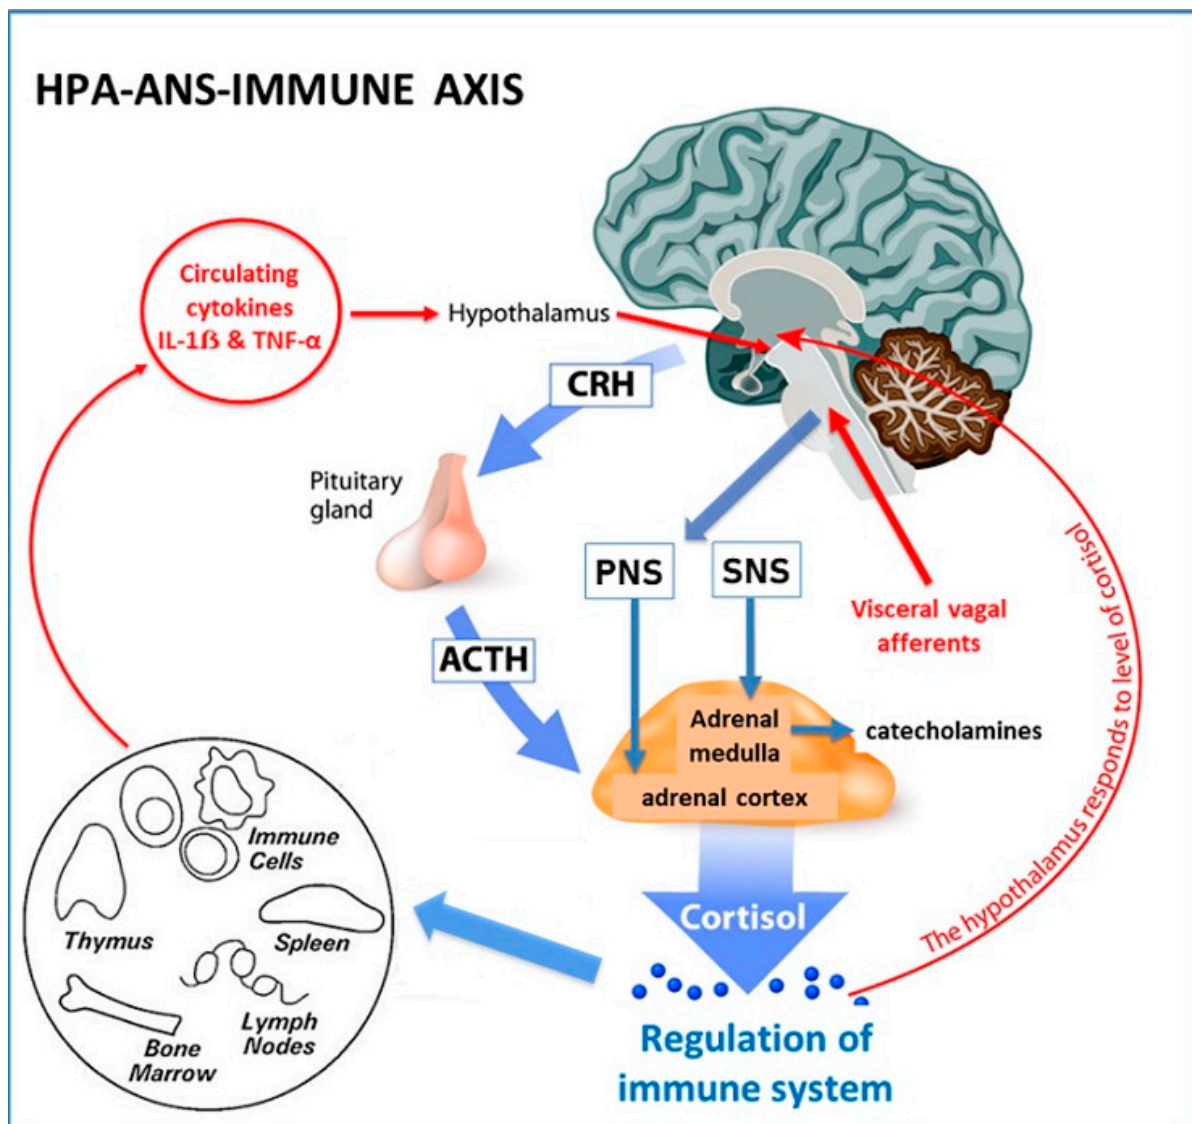 HPA-ANS-IMMUNE AXIS
Circulating
cytokines
IL-1ß & TNF-α
Hypothalamus
CRH
Pituitary
gland
PNS
SNS
Visceral vagal
afferents
ACTH
Adrenal
medulla
catecholamines
adrenal cortex
The hypothalamus responds to level of cortisol
Immune
Cells
Thymus
Spleen
Lymph
Nodes
Bone
Marrow
Cortisol
Regulation of
immune system